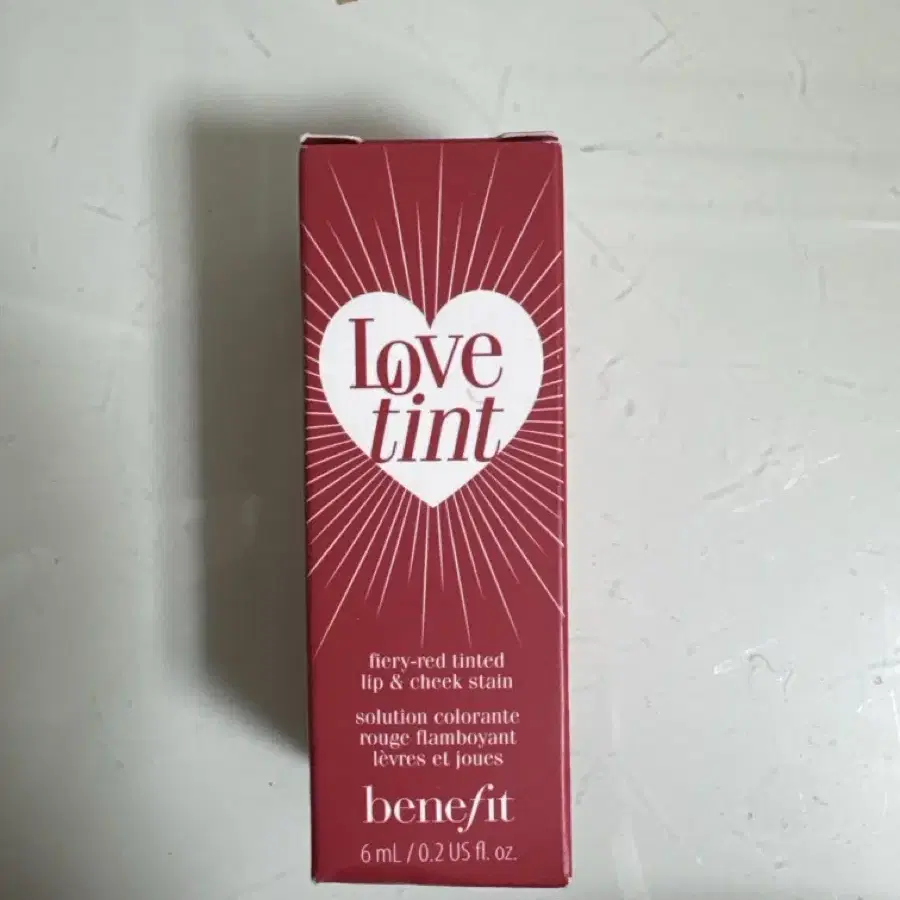 Love
tint
fiery-red tinted
lip & cheek stain
solution colorante
rouge flamboyant
lèvres et joues
benefit
6 mL / 0.2 US fl. oz.